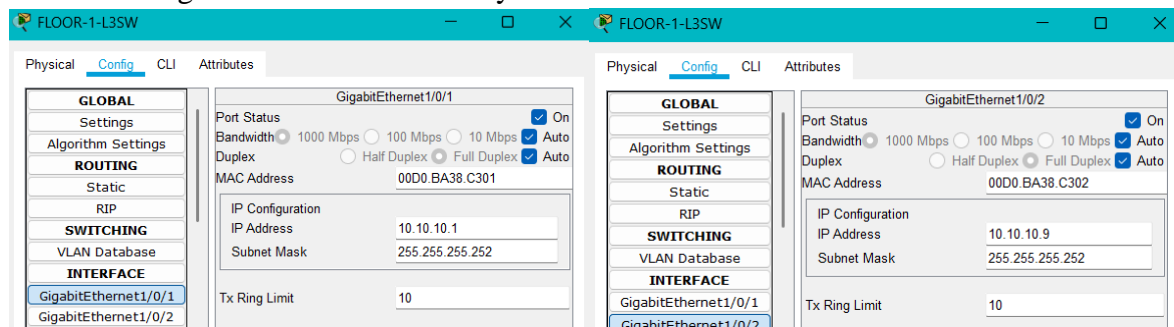 FLOOR-1-L3SW
Physical Config CLI Attributes
GLOBAL
Settings
Algorithm Settings
ROUTING
Static
RIP
SWITCHING
VLAN Database
INTERFACE
GigabitEthernet1/0/1
GigabitEthernet1/0/2
GigabitEthernet1/0/1
Port Status On
Bandwidth 1000 Mbps 100 Mbps 10 Mbps Auto
Duplex Half Duplex Full Duplex Auto
MAC Address 00D0.BA38.C301
IP Configuration
IP Address 10.10.10.1
Subnet Mask 255.255.255.252
Tx Ring Limit 10
FLOOR-1-L3SW
Physical Config CLI Attributes
GLOBAL
Settings
Algorithm Settings
ROUTING
Static
RIP
SWITCHING
VLAN Database
INTERFACE
GigabitEthernet1/0/1
GigabitEthernet1/0/2
GigabitEthernet1/0/2
Port Status On
Bandwidth 1000 Mbps 100 Mbps 10 Mbps Auto
Duplex Half Duplex Full Duplex Auto
MAC Address 00D0.BA38.C302
IP Configuration
IP Address 10.10.10.9
Subnet Mask 255.255.255.252
Tx Ring Limit 10